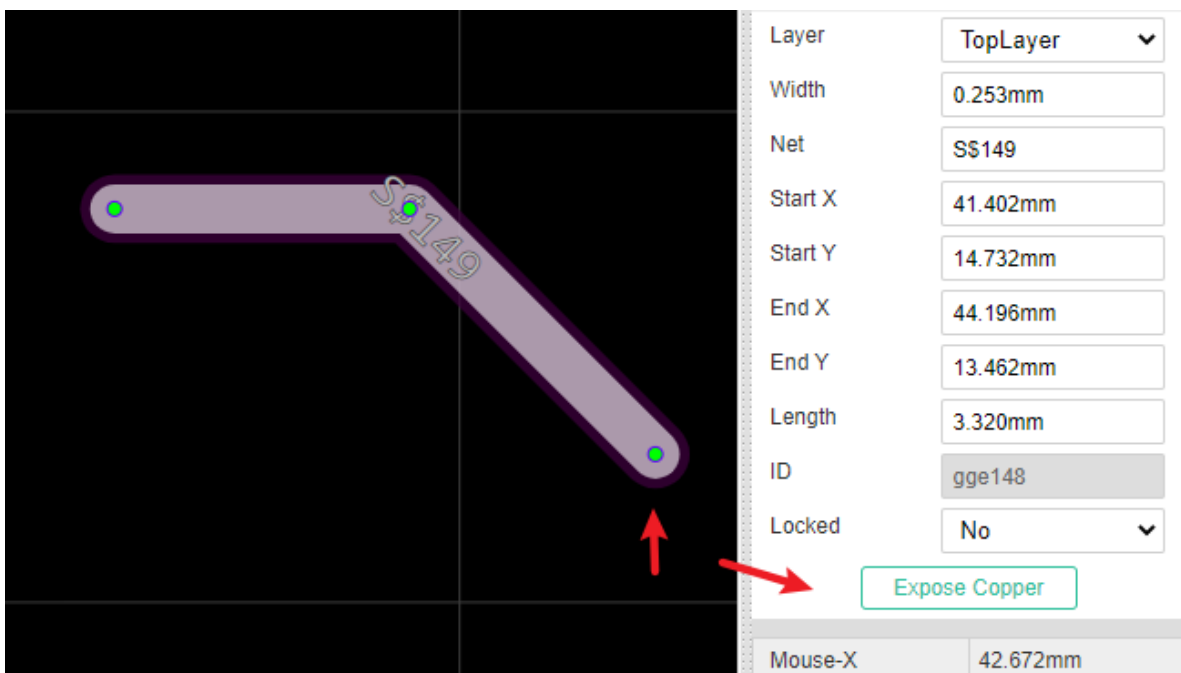 S$149
Layer TopLayer
Width 0.253mm
Net S$149
Start X 41.402mm
Start Y 14.732mm
End X 44.196mm
End Y 13.462mm
Length 3.320mm
ID gge148
Locked No
Expose Copper
Mouse-X 42.672mm